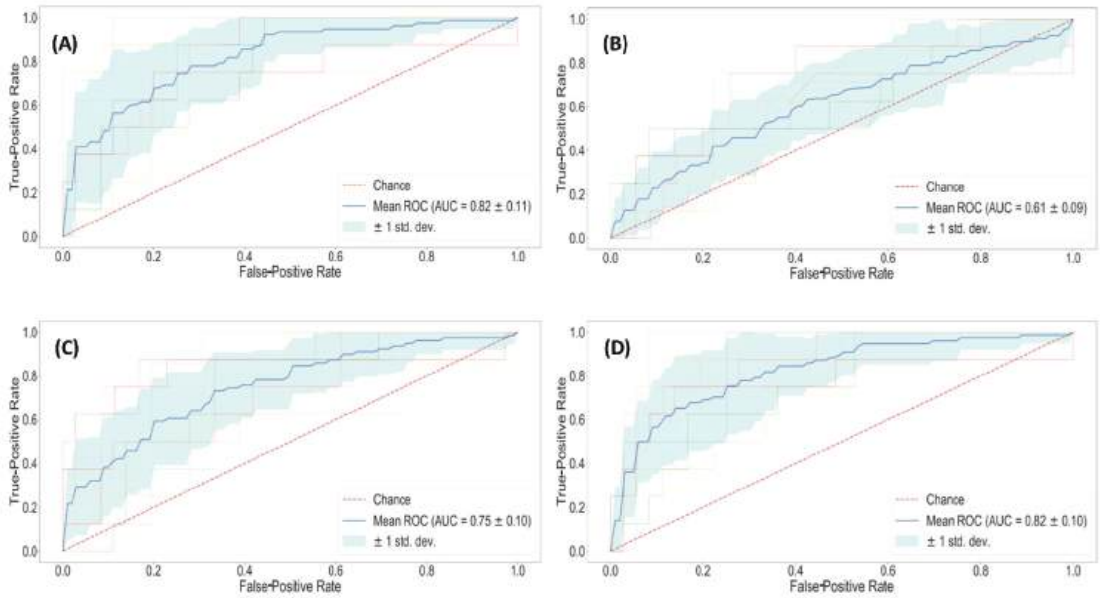 (A)
1.0
0.8
0.6
0.4
0.2
0.0
True-Positive Rate
Chance
Mean ROC (AUC = 0.82 ± 0.11)
± 1 std. dev.
0.0 0.2 0.4 0.6 0.8 1.0
False-Positive Rate
(B)
1.0
0.8
0.6
0.4
0.2
0.0
True-Positive Rate
Chance
Mean ROC (AUC = 0.61 ± 0.09)
± 1 std. dev.
0.0 0.2 0.4 0.6 0.8 1.0
False-Positive Rate
(C)
1.0
0.8
0.6
0.4
0.2
0.0
True-Positive Rate
Chance
Mean ROC (AUC = 0.75 ± 0.10)
± 1 std. dev.
0.0 0.2 0.4 0.6 0.8 1.0
False-Positive Rate
(D)
1.0
0.8
0.6
0.4
0.2
0.0
True-Positive Rate
Chance
Mean ROC (AUC = 0.82 ± 0.10)
± 1 std. dev.
0.0 0.2 0.4 0.6 0.8 1.0
False-Positive Rate